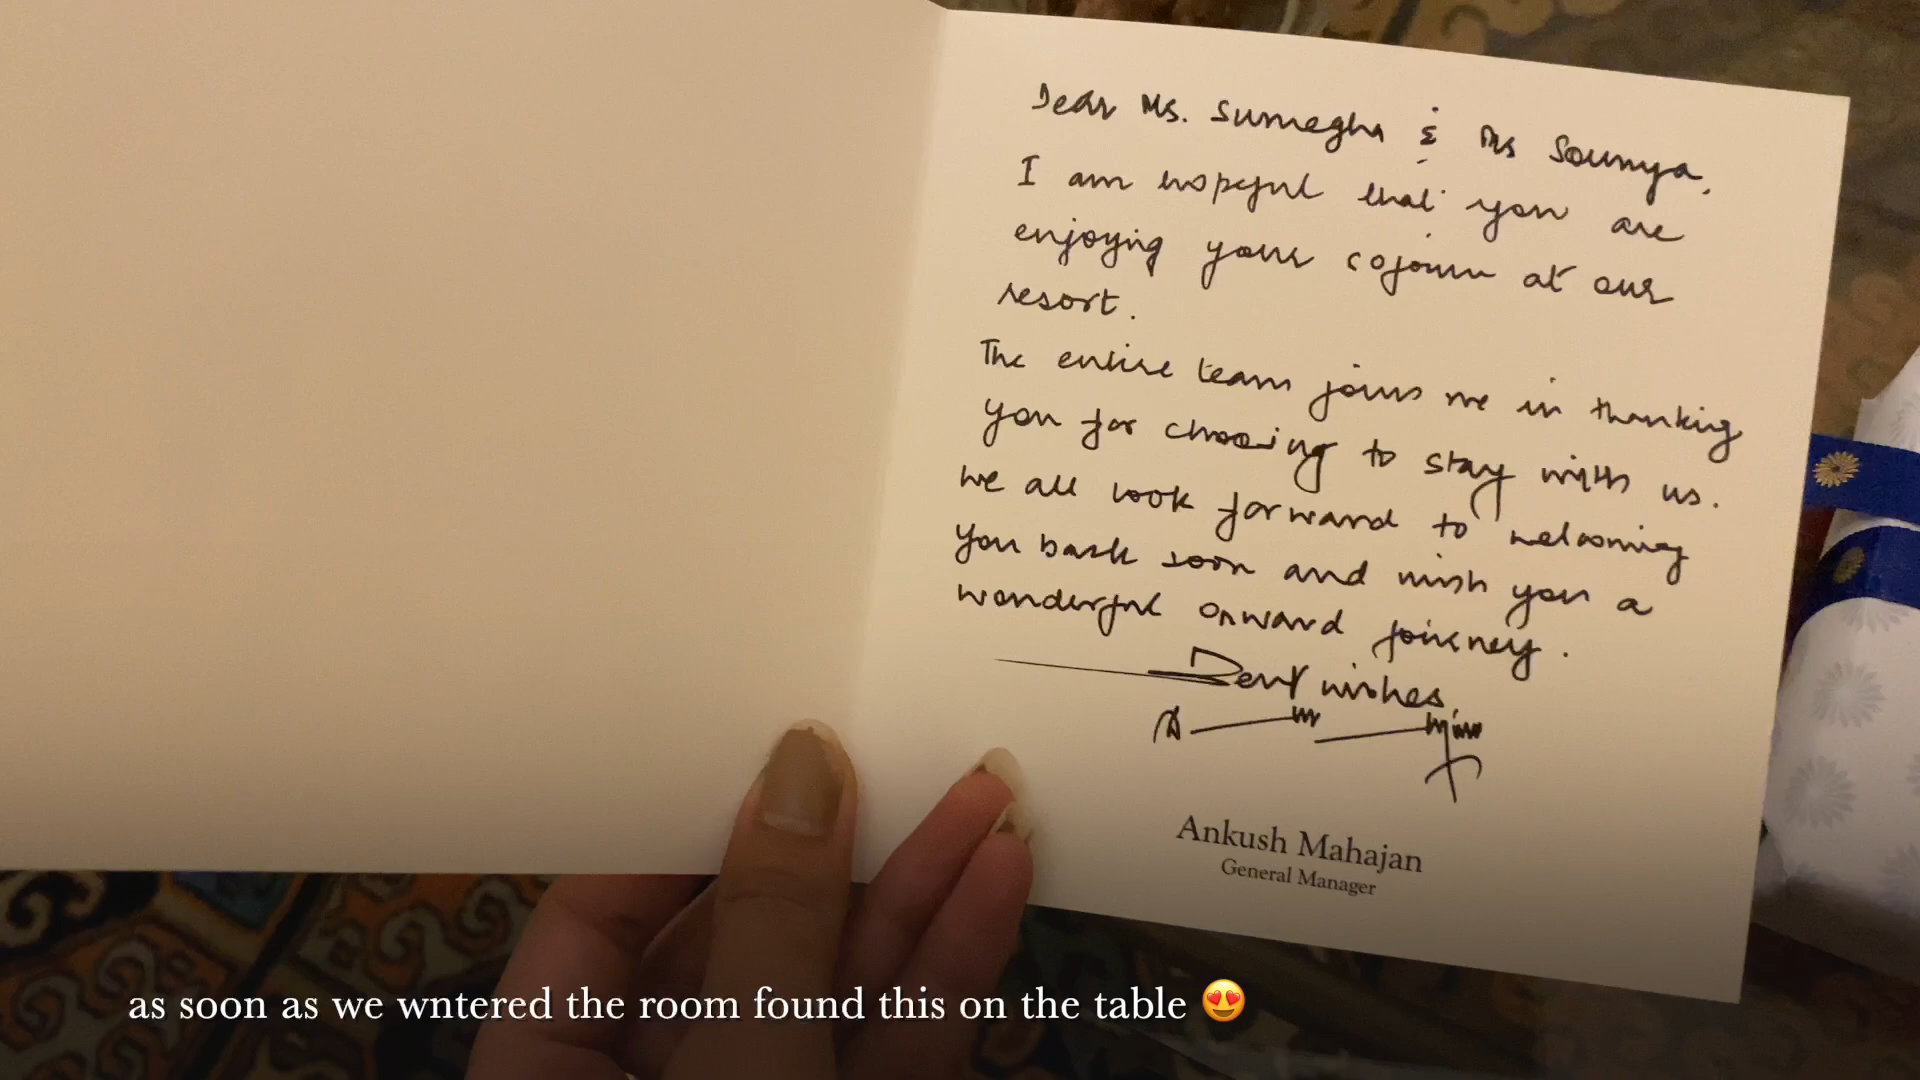 Dear Ms. Sumegha & Ms Soumya,
I am hopeful that you are
enjoying your sojourn at our
resort.
The entire team joins me in thanking
you for choosing to stay with us.
We all look forward to welcoming
you back soon and wish you a
wonderful onward journey.
Best wishes,
Ankush Mahajan
General Manager
as soon as we wntered the room found this on the table 😍